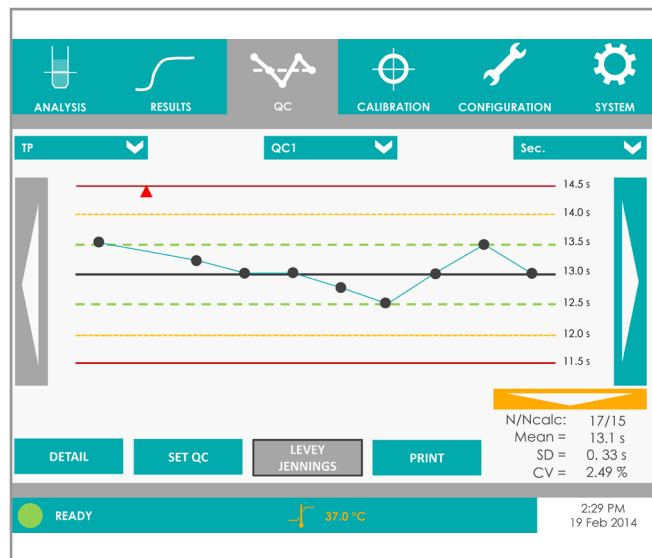 ANALYSIS RESULTS QC CALIBRATION CONFIGURATION SYSTEM
TP QC1 Sec.
14.5 s
14.0 s
13.5 s
13.0 s
12.5 s
12.0 s
11.5 s
N/Ncalc: 17/15
Mean = 13.1 s
SD = 0. 33 s
CV = 2.49 %
DETAIL SET QC LEVEY JENNINGS PRINT
READY 37.0 °C
2:29 PM
19 Feb 2014